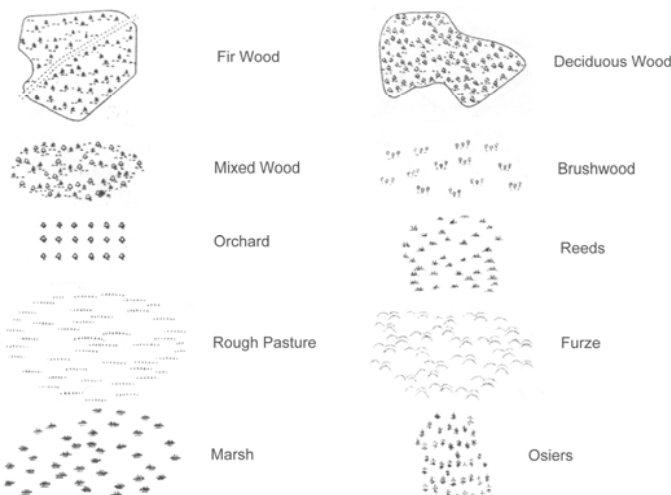 Fir Wood
Deciduous Wood
Mixed Wood
Brushwood
Orchard
Reeds
Rough Pasture
Furze
Marsh
Osiers